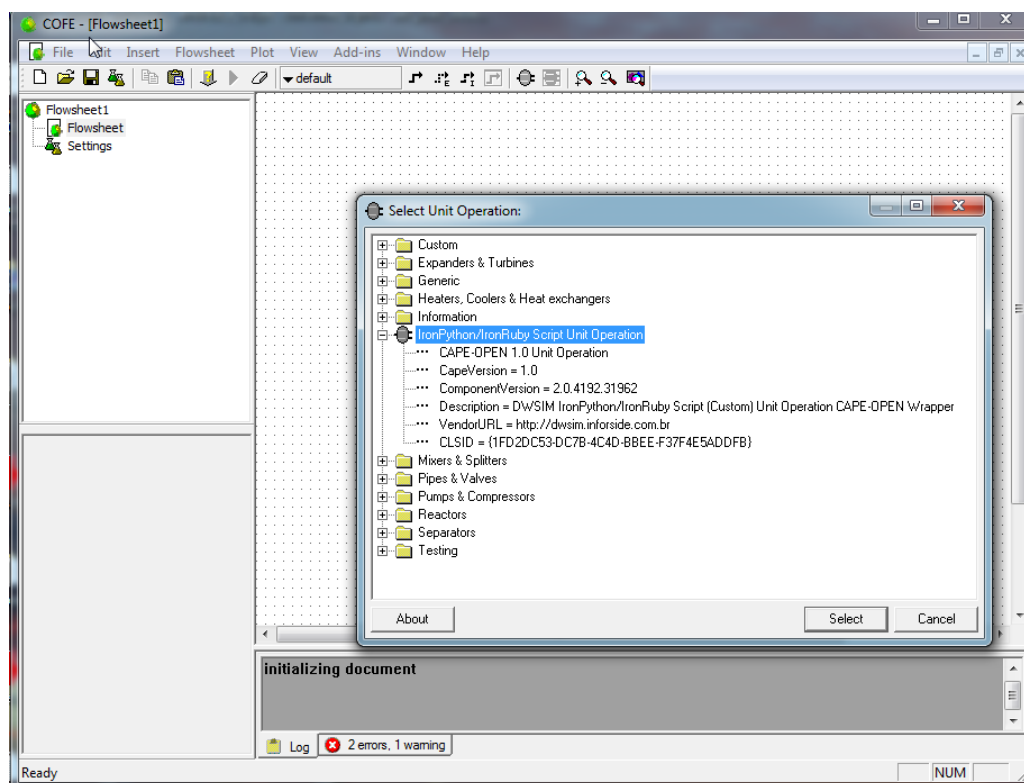 COFE - [Flowsheet1]
File Edit Insert Flowsheet Plot View Add-ins Window Help
default
Flowsheet1
Flowsheet
Settings
Select Unit Operation:
Custom
Expanders & Turbines
Generic
Heaters, Coolers & Heat exchangers
Information
IronPython/IronRuby Script Unit Operation
CAPE-OPEN 1.0 Unit Operation
CapeVersion = 1.0
ComponentVersion = 2.0.4192.31962
Description = DWSIM IronPython/IronRuby Script (Custom) Unit Operation CAPE-OPEN Wrapper
VendorURL = http://dwsim.inforside.com.br
CLSID = {1FD2DC53-DC7B-4C4D-BBEE-F37F4E5ADDFB}
Mixers & Splitters
Pipes & Valves
Pumps & Compressors
Reactors
Separators
Testing
About Select Cancel
initializing document
Log 2 errors, 1 warning
Ready NUM